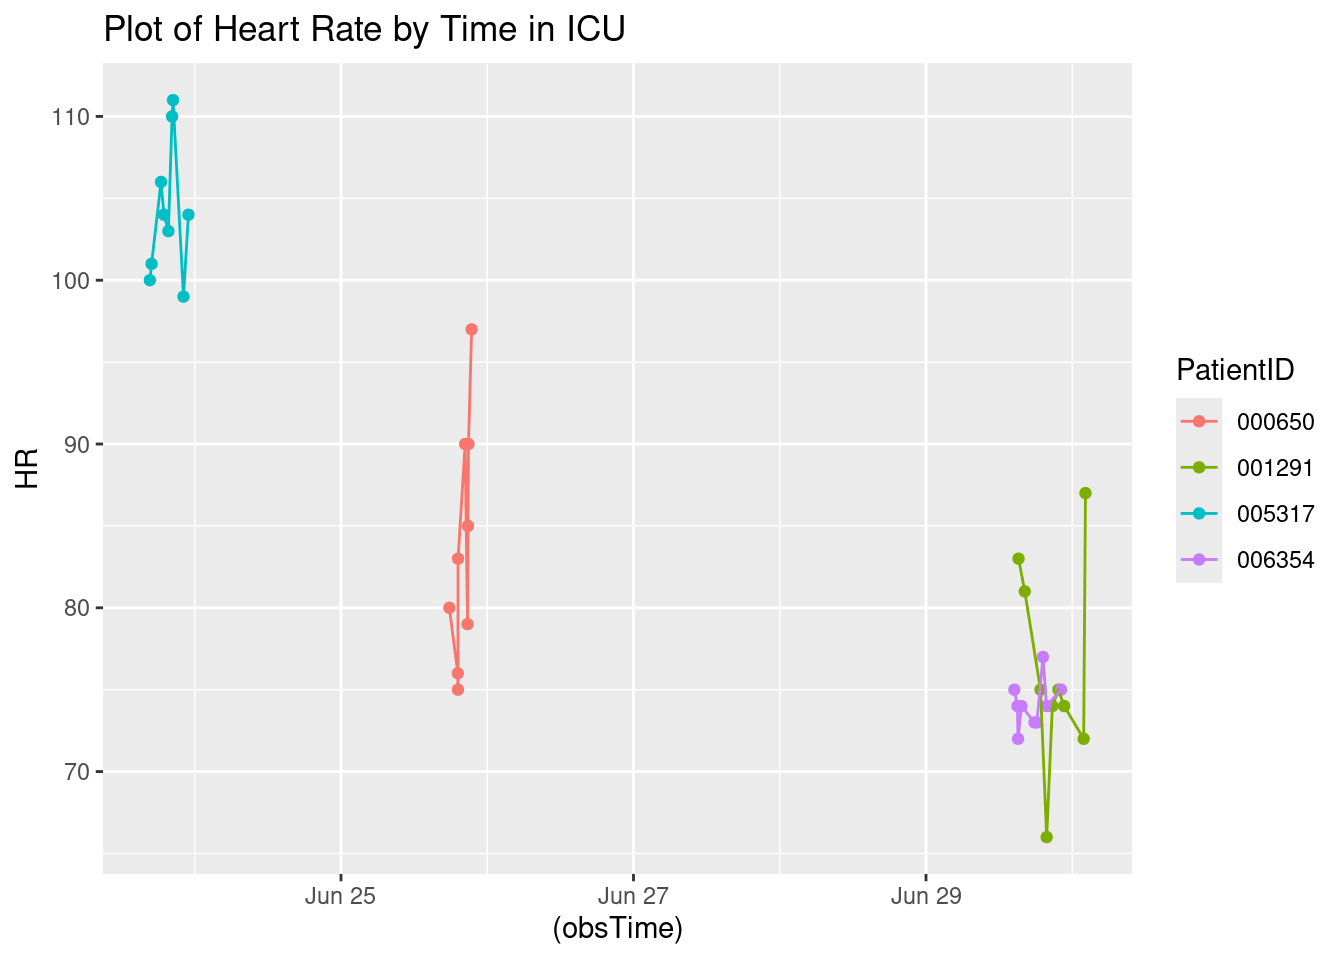 Plot of Heart Rate by Time in ICU
110
100
90
80
70
HR
Jun 25
Jun 27
Jun 29
(obsTime)
PatientID
000650
001291
005317
006354